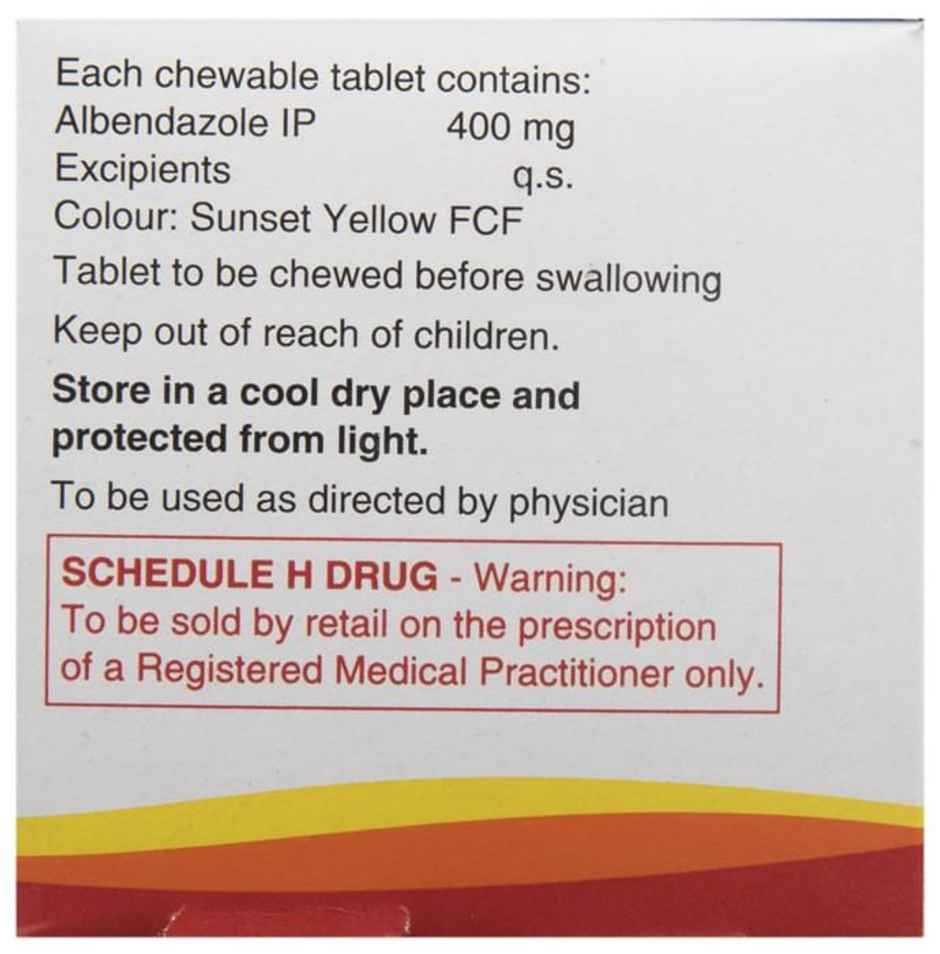 Each chewable tablet contains:
Albendazole IP 400 mg
Excipients q.s.
Colour: Sunset Yellow FCF
Tablet to be chewed before swallowing
Keep out of reach of children.
Store in a cool dry place and
protected from light.
To be used as directed by physician
SCHEDULE H DRUG - Warning:
To be sold by retail on the prescription
of a Registered Medical Practitioner only.